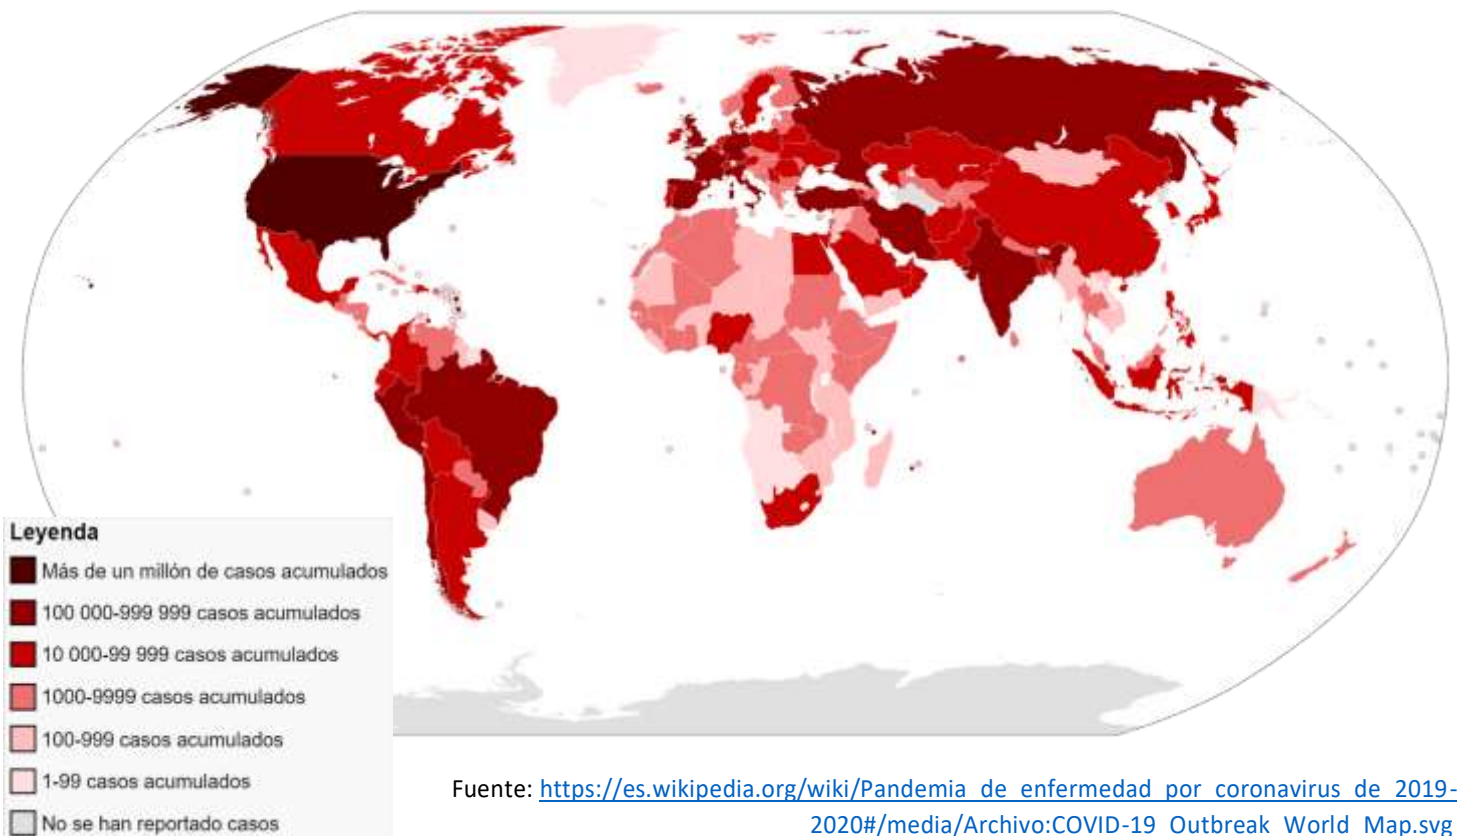 Leyenda
Más de un millón de casos acumulados
100 000-999 999 casos acumulados
10 000-99 999 casos acumulados
1000-9999 casos acumulados
100-999 casos acumulados
1-99 casos acumulados
No se han reportado casos
Fuente: https://es.wikipedia.org/wiki/Pandemia_de_enfermedad_por_coronavirus_de_2019-
2020#/media/Archivo:COVID-19_Outbreak_World_Map.svg